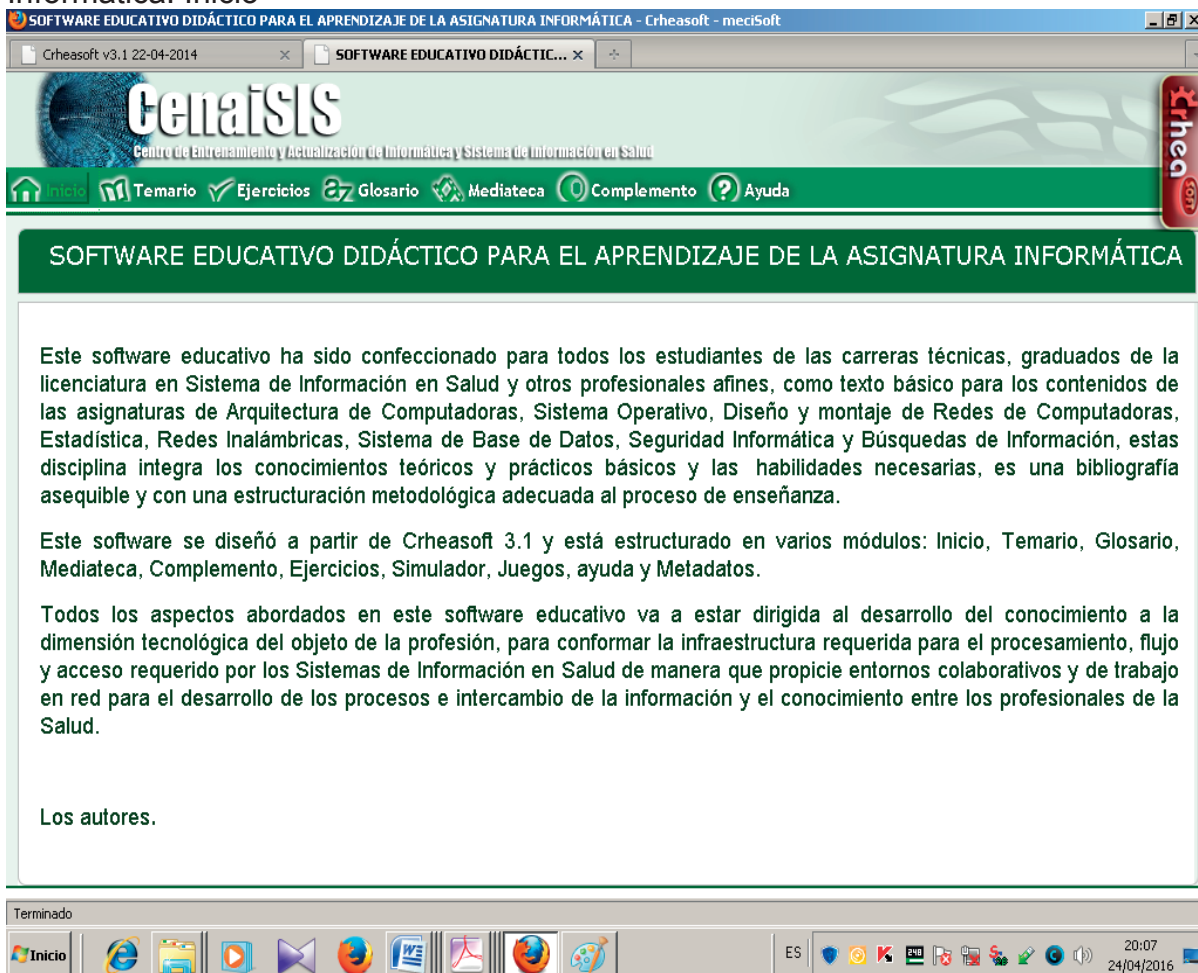 Informática. Inicio
SOFTWARE EDUCATIVO DIDÁCTICO PARA EL APRENDIZAJE DE LA ASIGNATURA INFORMÁTICA - Crheasoft - meciSoft
Crheasoft v3.1 22-04-2014
SOFTWARE EDUCATIVO DIDÁCTIC...
CenaiSIS
Centro de Entrenamiento y Actualización de Informática y Sistema de Información en Salud
Crhea soft
Inicio Temario Ejercicios Glosario Mediateca Complemento Ayuda
SOFTWARE EDUCATIVO DIDÁCTICO PARA EL APRENDIZAJE DE LA ASIGNATURA INFORMÁTICA
Este software educativo ha sido confeccionado para todos los estudiantes de las carreras técnicas, graduados de la
licenciatura en Sistema de Información en Salud y otros profesionales afines, como texto básico para los contenidos de
las asignaturas de Arquitectura de Computadoras, Sistema Operativo, Diseño y montaje de Redes de Computadoras,
Estadística, Redes Inalámbricas, Sistema de Base de Datos, Seguridad Informática y Búsquedas de Información, estas
disciplina integra los conocimientos teóricos y prácticos básicos y las habilidades necesarias, es una bibliografía
asequible y con una estructuración metodológica adecuada al proceso de enseñanza.
Este software se diseñó a partir de Crheasoft 3.1 y está estructurado en varios módulos: Inicio, Temario, Glosario,
Mediateca, Complemento, Ejercicios, Simulador, Juegos, ayuda y Metadatos.
Todos los aspectos abordados en este software educativo va a estar dirigida al desarrollo del conocimiento a la
dimensión tecnológica del objeto de la profesión, para conformar la infraestructura requerida para el procesamiento, flujo
y acceso requerido por los Sistemas de Información en Salud de manera que propicie entornos colaborativos y de trabajo
en red para el desarrollo de los procesos e intercambio de la información y el conocimiento entre los profesionales de la
Salud.
Los autores.
Terminado
Inicio
ES
20:07
24/04/2016